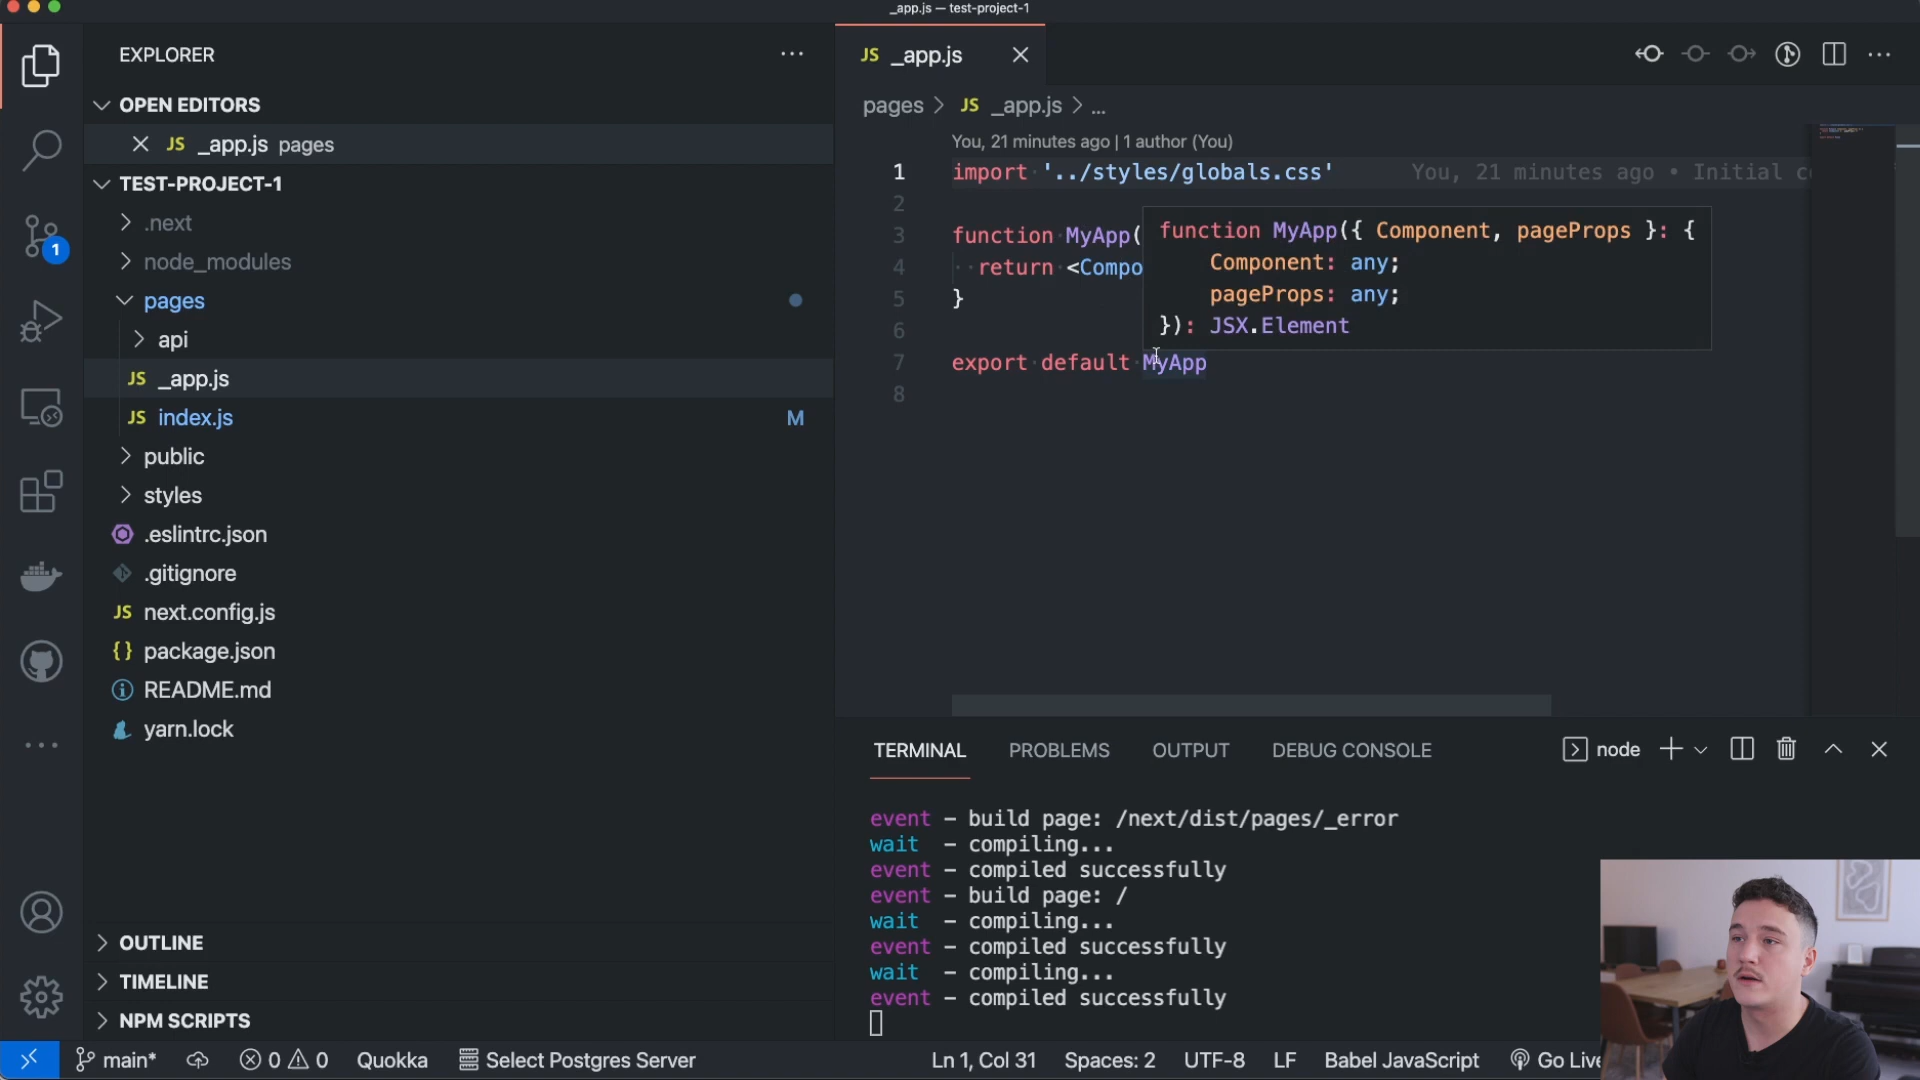 _app.js — test-project-1
EXPLORER
OPEN EDITORS
JS _app.js pages
TEST-PROJECT-1
.next
node_modules
pages
api
JS _app.js
JS index.js M
public
styles
.eslintrc.json
.gitignore
JS next.config.js
{} package.json
README.md
yarn.lock
OUTLINE
TIMELINE
NPM SCRIPTS
1
JS _app.js
pages > JS _app.js > ...
You, 21 minutes ago | 1 author (You)
1 import '../styles/globals.css' You, 21 minutes ago • Initial
2
3 function MyApp(
4 return <Compo
5 }
6
7 export default MyApp
8
function MyApp({ Component, pageProps }: {
Component: any;
pageProps: any;
}): JSX.Element
TERMINAL PROBLEMS OUTPUT DEBUG CONSOLE node
event – build page: /next/dist/pages/_error
wait – compiling...
event – compiled successfully
event – build page: /
wait – compiling...
event – compiled successfully
wait – compiling...
event – compiled successfully
main* 0 0 Quokka Select Postgres Server Ln 1, Col 31 Spaces: 2 UTF-8 LF Babel JavaScript Go Live